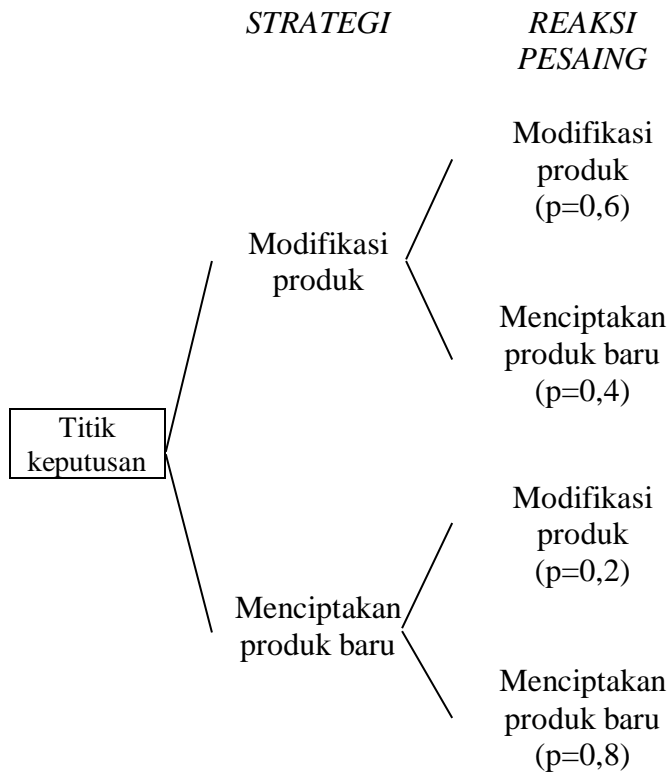 STRATEGI
REAKSI
PESAING
Modifikasi
produk
(p=0,6)
Modifikasi
produk
Menciptakan
produk baru
(p=0,4)
Titik
keputusan
Modifikasi
produk
(p=0,2)
Menciptakan
produk baru
Menciptakan
produk baru
(p=0,8)